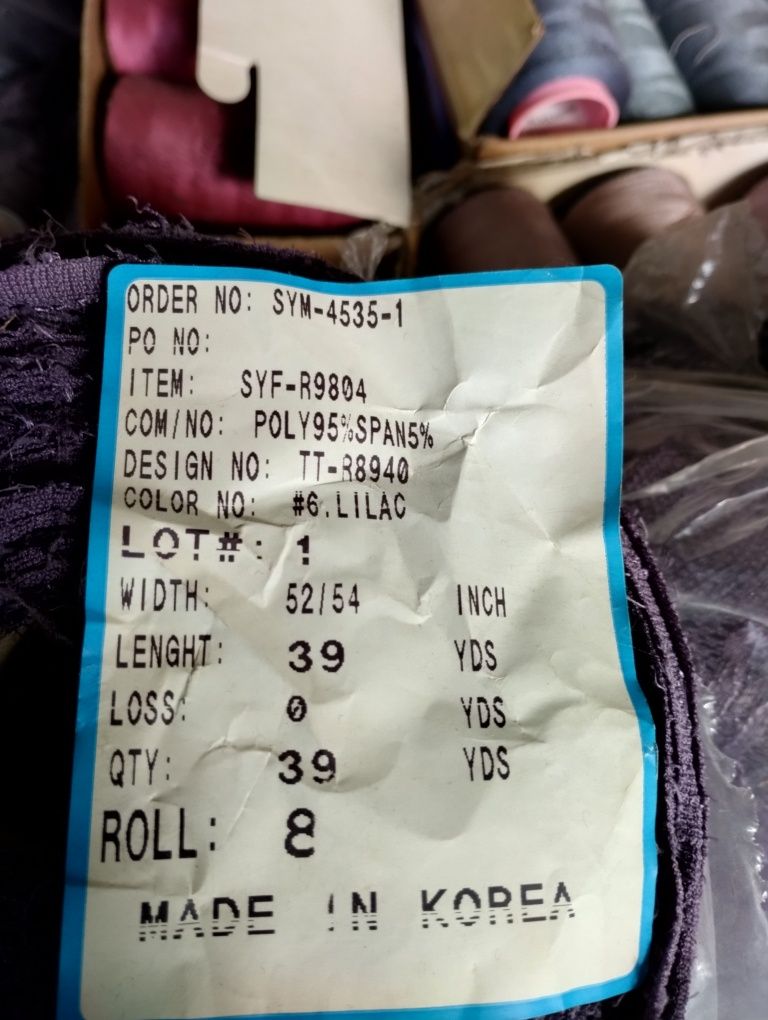 ORDER NO: SYM-4535-1
PO NO:
ITEM: SYF-R9804
COM/NO: POLY95%SPAN5%
DESIGN NO: TT-R8940
COLOR NO: #6.LILAC
LOT#: 1
WIDTH: 52/54 INCH
LENGHT: 39 YDS
LOSS: 0 YDS
QTY: 39 YDS
ROLL: 8
MADE IN KOREA